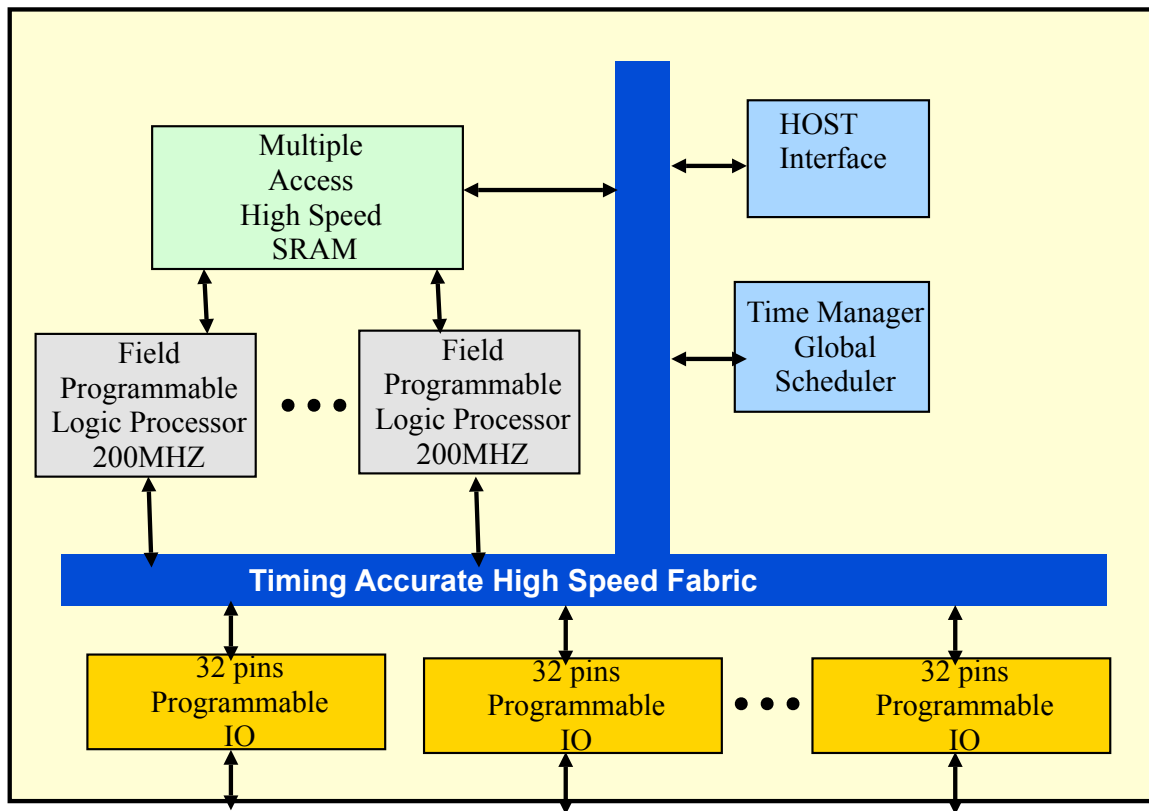 Multiple
Access
High Speed
SRAM
HOST
Interface
Time Manager
Global
Scheduler
Field
Programmable
Logic Processor
200MHZ
Field
Programmable
Logic Processor
200MHZ
Timing Accurate High Speed Fabric
32 pins
Programmable
IO
32 pins
Programmable
IO
32 pins
Programmable
IO